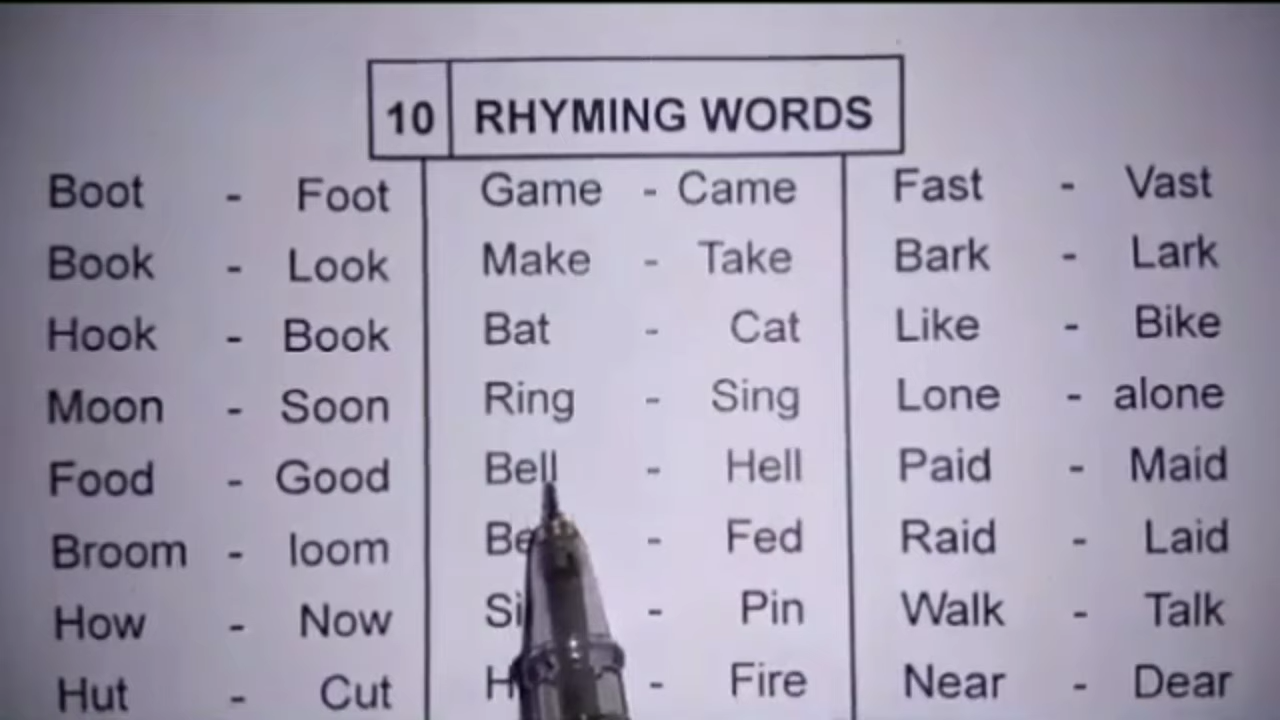 10 RHYMING WORDS
Boot - Foot
Book - Look
Hook - Book
Moon - Soon
Food - Good
Broom - loom
How - Now
Hut - Cut
Game - Came
Make - Take
Bat - Cat
Ring - Sing
Bell - Hell
- Fed
- Pin
- Fire
Fast - Vast
Bark - Lark
Like - Bike
Lone - alone
Paid - Maid
Raid - Laid
Walk - Talk
Near - Dear